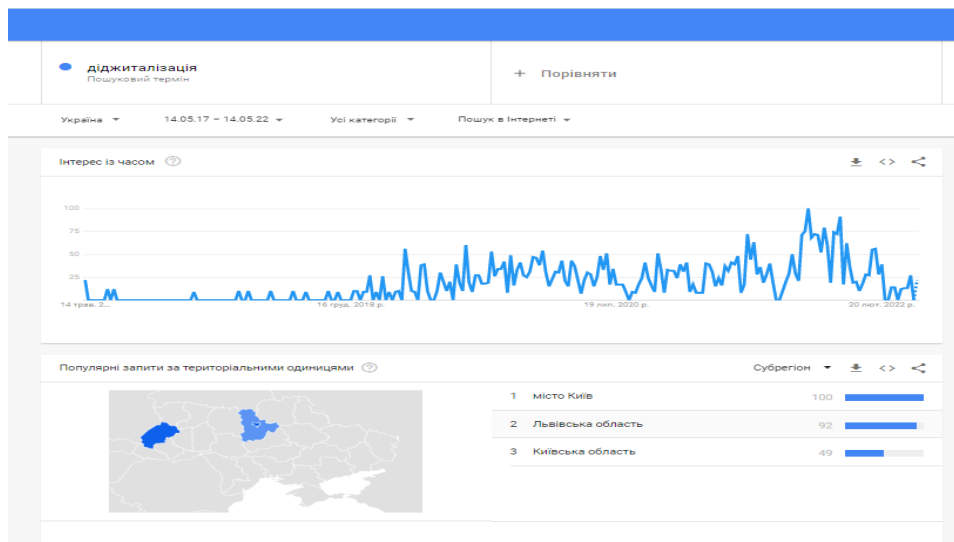 діджиталізація
Пошуковий термін
+ Порівняти
Україна
14.05.17 – 14.05.22
Усі категорії
Пошук в Інтернеті
Інтерес із часом ?
100
75
50
25
14 трав. 2...
16 груд. 2018 р.
19 лип. 2020 р.
20 лют. 2022 р.
Популярні запити за територіальними одиницями ?
Субрегіон
1 місто Київ 100
2 Львівська область 92
3 Київська область 49